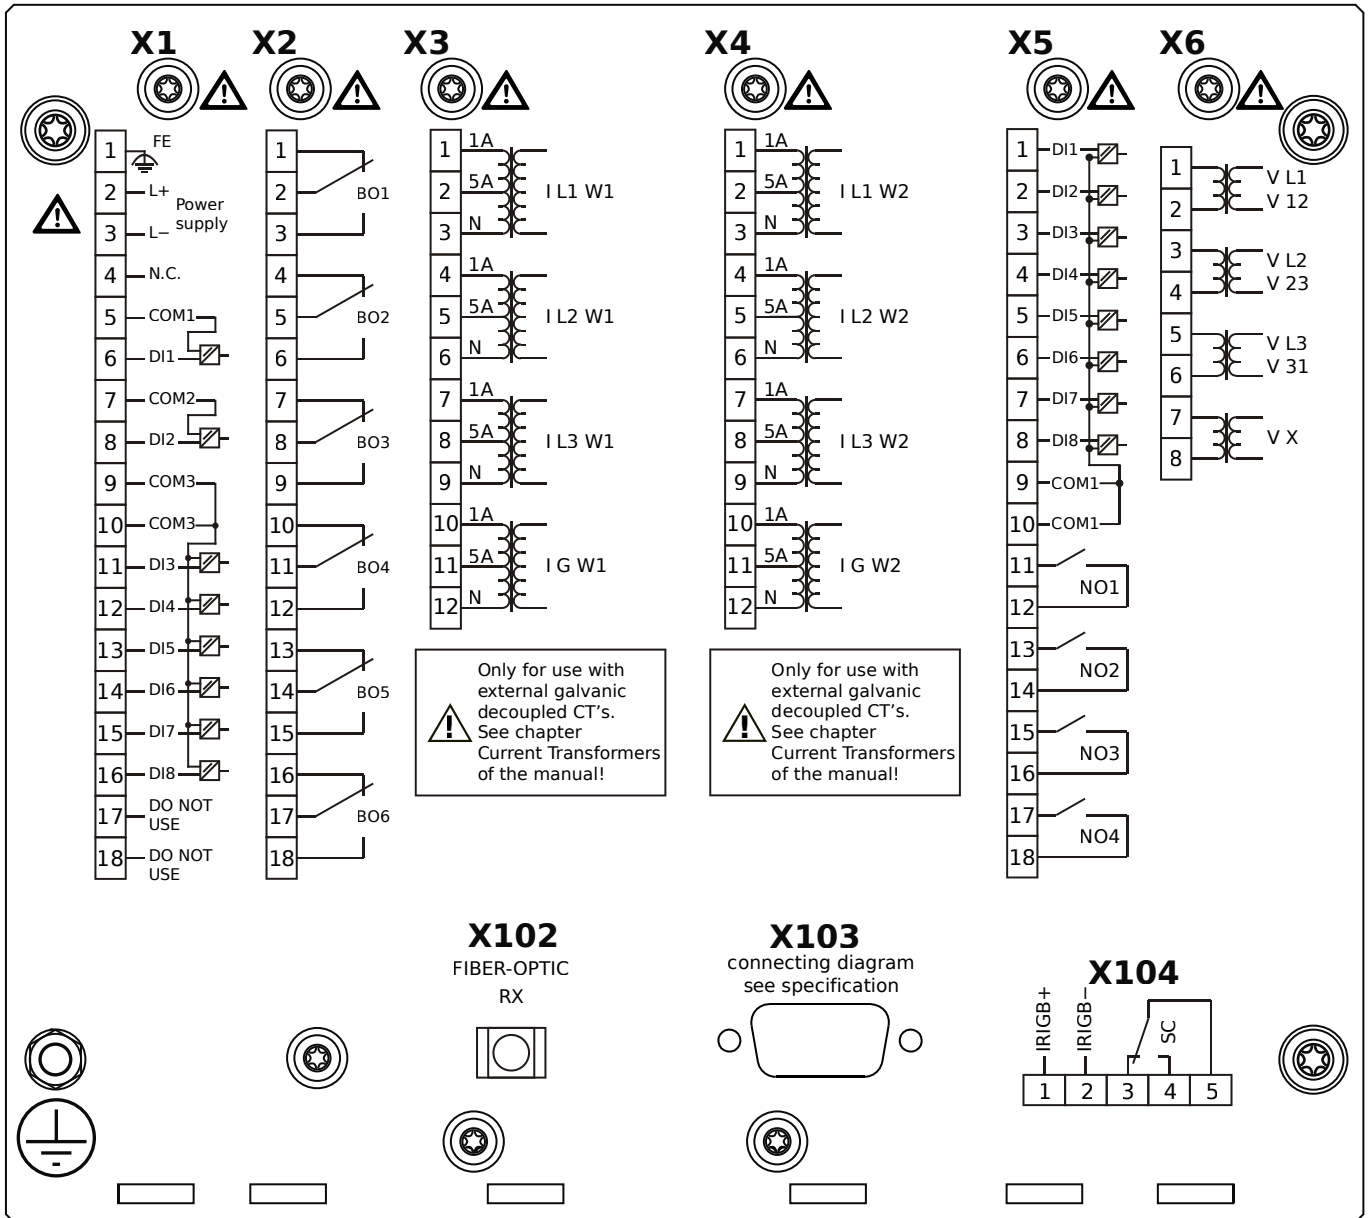 X1
X2
X3
X4
X5
X6
1
FE
2
L+
Power
supply
3
L−
4
N.C.
5
COM1
6
DI1
7
COM2
8
DI2
9
COM3
10
COM3
11
DI3
12
DI4
13
DI5
14
DI6
15
DI7
16
DI8
17
DO NOT
USE
18
DO NOT
USE
1
2
BO1
3
4
5
BO2
6
7
8
BO3
9
10
11
BO4
12
13
14
BO5
15
16
17
BO6
18
1
1A
2
5A
I L1 W1
3
N
4
1A
5
5A
I L2 W1
6
N
7
1A
8
5A
I L3 W1
9
N
10
1A
11
5A
I G W1
12
N
Only for use with
external galvanic
decoupled CT's.
See chapter
Current Transformers
of the manual!
1
1A
2
5A
I L1 W2
3
N
4
1A
5
5A
I L2 W2
6
N
7
1A
8
5A
I L3 W2
9
N
10
1A
11
5A
I G W2
12
N
Only for use with
external galvanic
decoupled CT's.
See chapter
Current Transformers
of the manual!
1
DI1
2
DI2
3
DI3
4
DI4
5
DI5
6
DI6
7
DI7
8
DI8
9
COM1
10
COM1
11
NO1
12
13
NO2
14
15
NO3
16
17
NO4
18
1
V L1
2
V 12
3
V L2
4
V 23
5
V L3
6
V 31
7
V X
8
X102
FIBER-OPTIC
RX
X103
connecting diagram
see specification
X104
IRIGB+
IRIGB−
SC
1 2 3 4 5